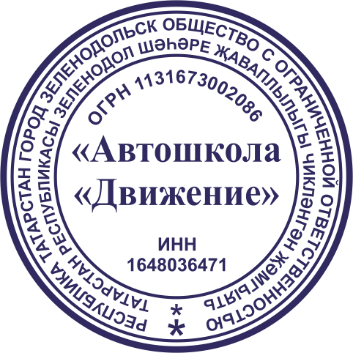 РЕСПУБЛИКА ТАТАРСТАН ГОРОД ЗЕЛЕНОДОЛЬСК ОБЩЕСТВО С ОГРАНИЧЕННОЙ ОТВЕТСТВЕННОСТЬЮ
ТАТАРСТАН РЕСПУБЛИКАСЫ ЗЕЛЕНОДОЛ ШӘҺӘРЕ ҖАВАПЛЫЛЫГЫ ЧИКЛӘНГӘН ҖӘМГЫЯТЬ
ОГРН 1131673002086
«Автошкола
«Движение»
ИНН
1648036471